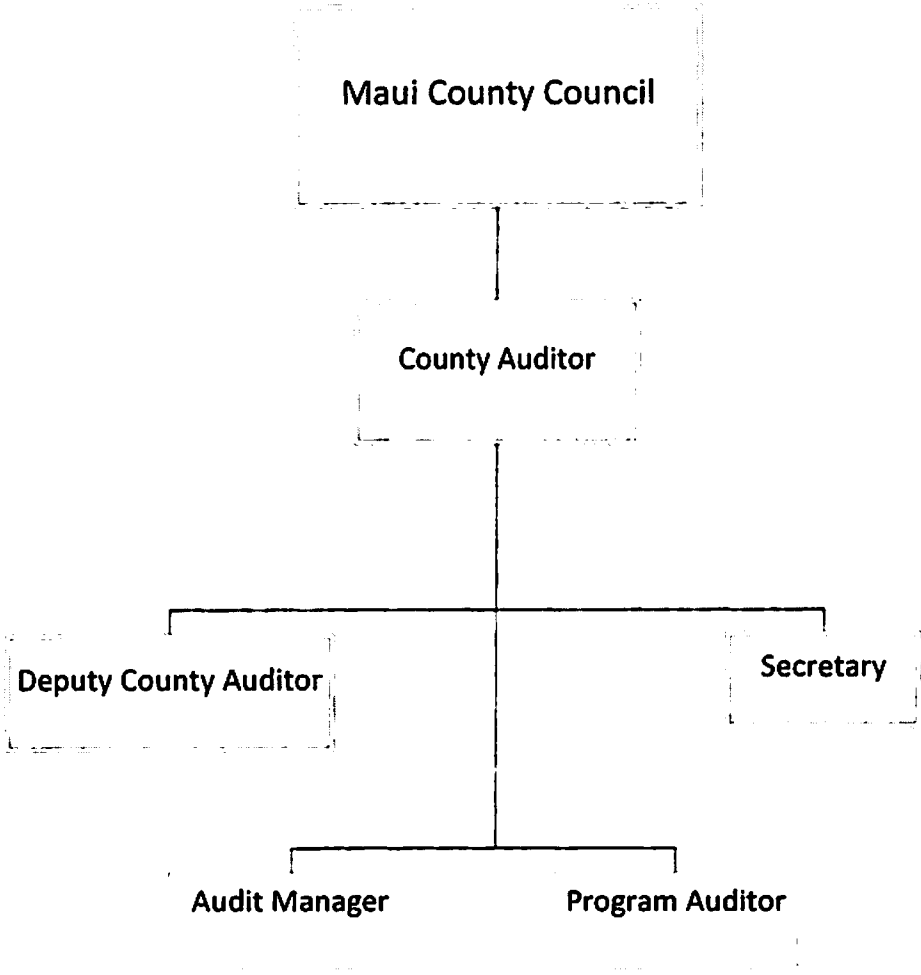 Maui County Council
County Auditor
Deputy County Auditor
Secretary
Audit Manager
Program Auditor